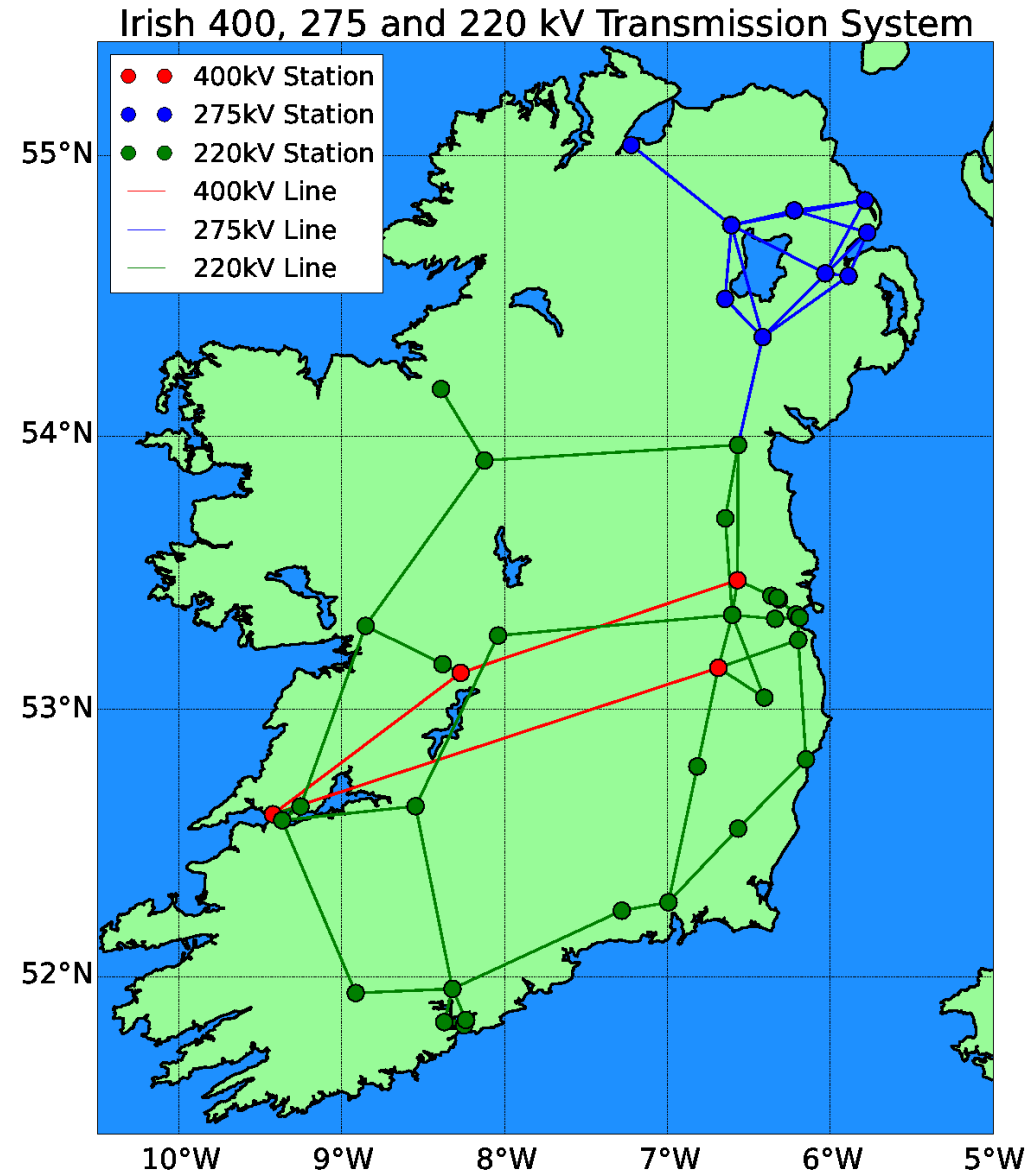 Irish 400, 275 and 220 kV Transmission System
400kV Station
275kV Station
220kV Station
400kV Line
275kV Line
220kV Line
55°N
54°N
53°N
52°N
10°W
9°W
8°W
7°W
6°W
5°W